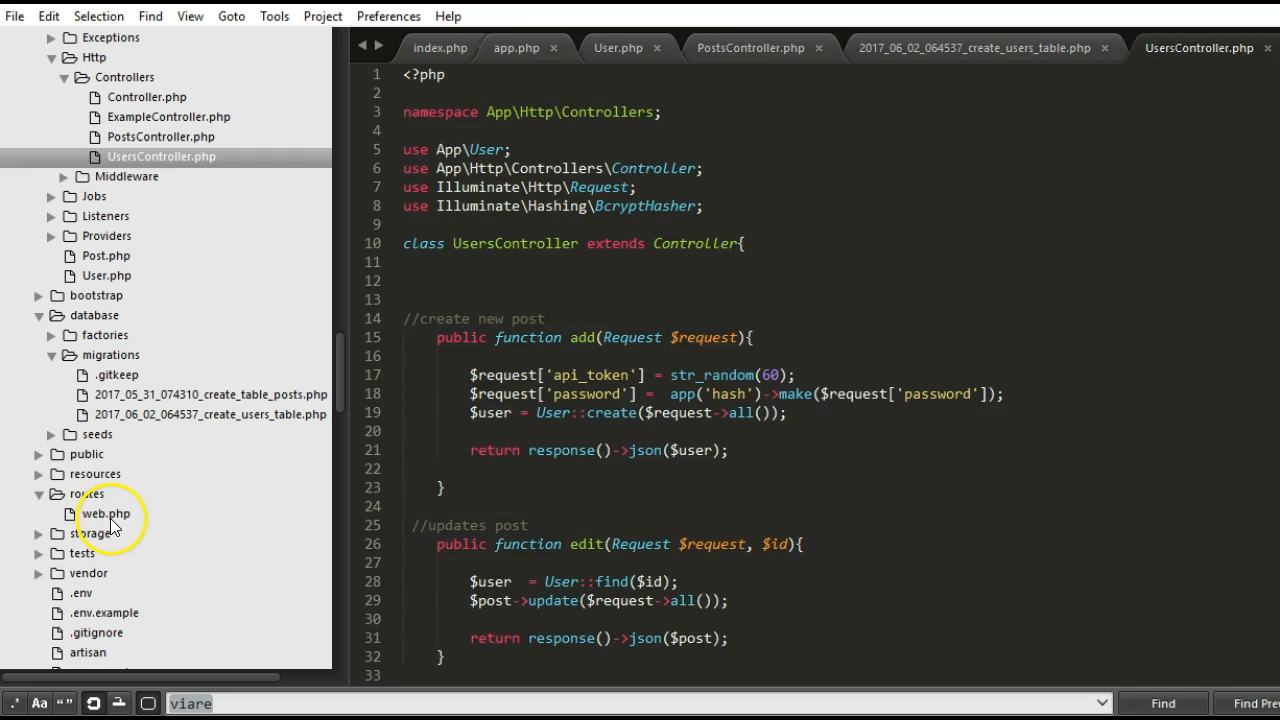 File Edit Selection Find View Goto Tools Project Preferences Help
Exceptions
Http
Controllers
Controller.php
ExampleController.php
PostsController.php
UsersController.php
Middleware
Jobs
Listeners
Providers
Post.php
User.php
bootstrap
database
factories
migrations
.gitkeep
2017_05_31_074310_create_table_posts.php
2017_06_02_064537_create_users_table.php
seeds
public
resources
routes
web.php
storage
tests
vendor
.env
.env.example
.gitignore
artisan
index.php app.php × User.php × PostsController.php × 2017_06_02_064537_create_users_table.php × UsersController.php ×
1 <?php
2
3 namespace App\Http\Controllers;
4
5 use App\User;
6 use App\Http\Controllers\Controller;
7 use Illuminate\Http\Request;
8 use Illuminate\Hashing\BcryptHasher;
9
10 class UsersController extends Controller{
11
12
13
14 //create new post
15 public function add(Request $request){
16
17 $request['api_token'] = str_random(60);
18 $request['password'] = app('hash')->make($request['password']);
19 $user = User::create($request->all());
20
21 return response()->json($user);
22
23 }
24
25 //updates post
26 public function edit(Request $request, $id){
27
28 $user = User::find($id);
29 $post->update($request->all());
30
31 return response()->json($post);
32 }
33
.* Aa “” viare Find Find Pre